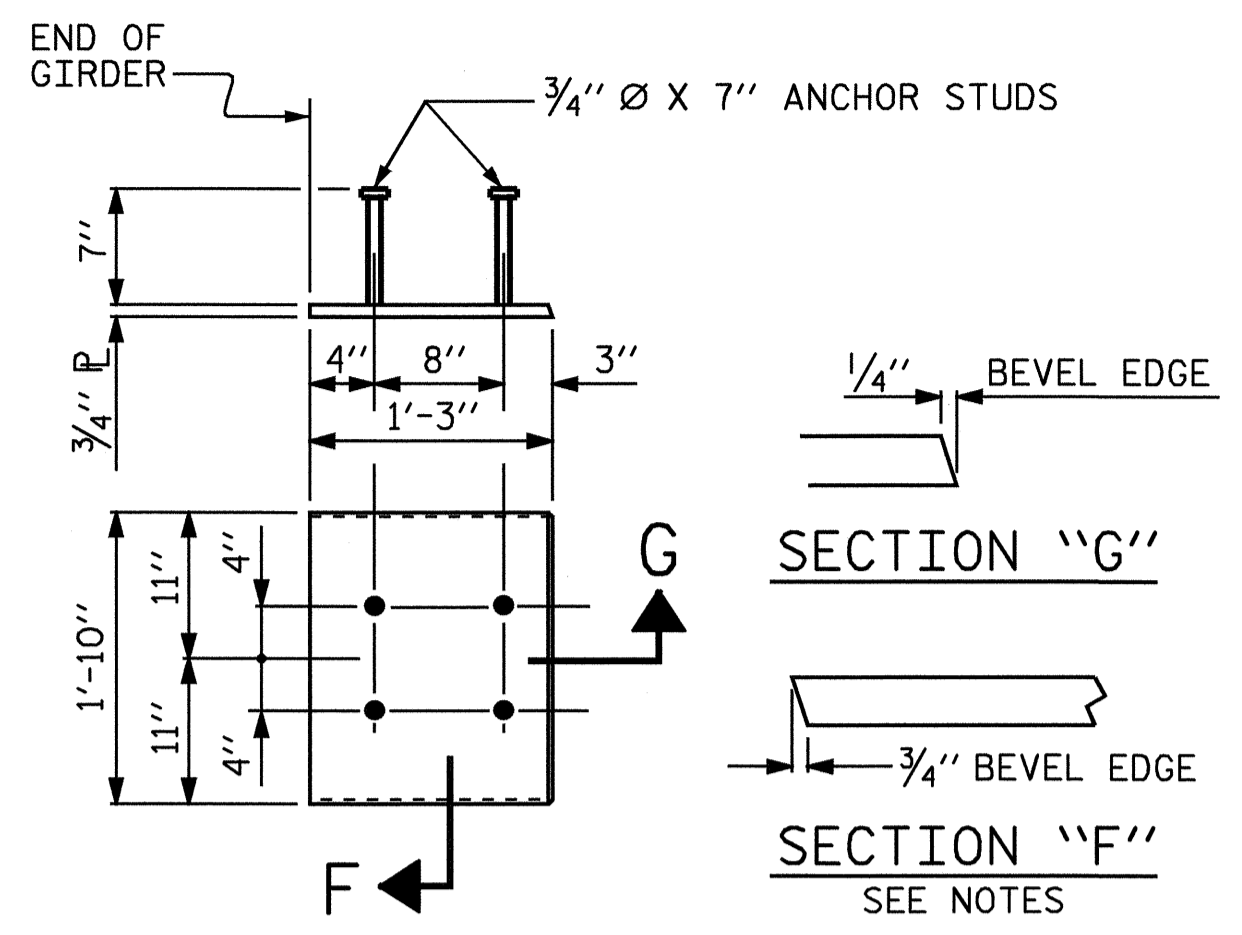 END OF
GIRDER
3/4" Ø X 7" ANCHOR STUDS
7"
3/4" ℄
4"
8"
3"
1'-3"
1/4"
BEVEL EDGE
SECTION "G"
1'-10"
11"
11"
4"
4"
G
F
3/4" BEVEL EDGE
SECTION "F"
SEE NOTES